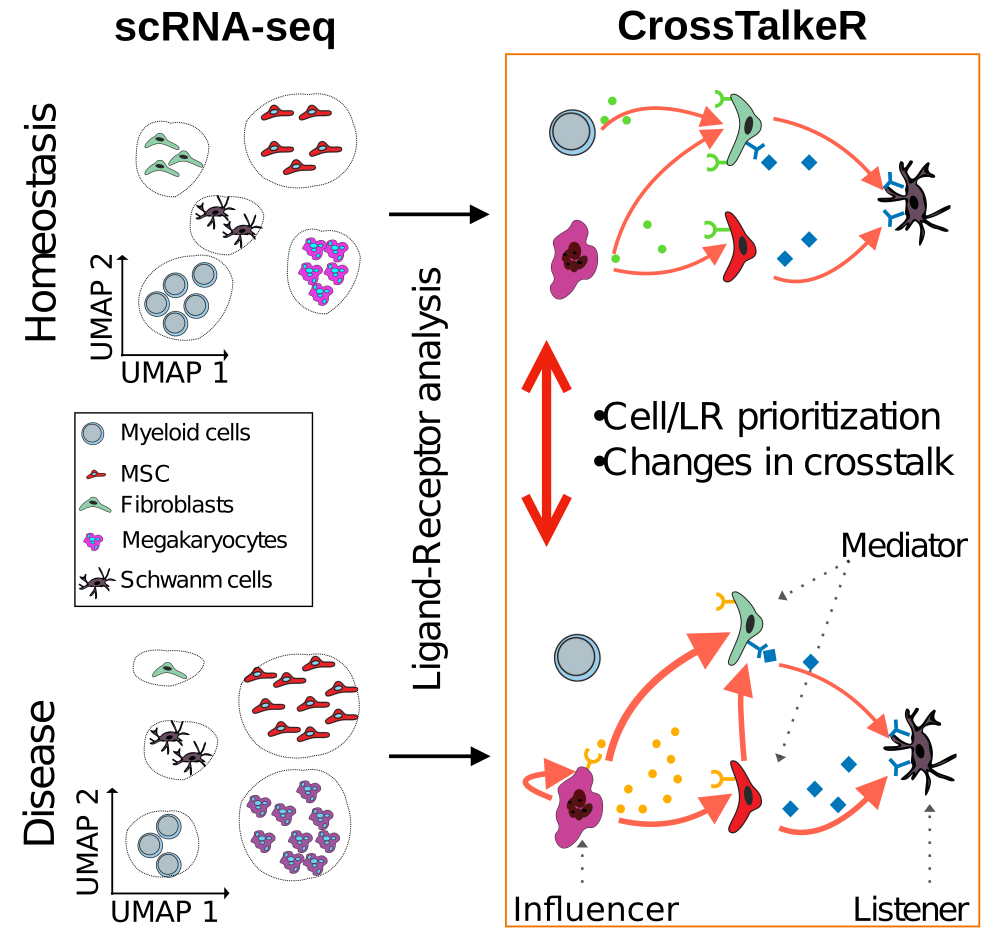 scRNA-seq
CrossTalkeR
Homeostasis
UMAP 2
UMAP 1
Ligand-Receptor analysis
•Cell/LR prioritization
•Changes in crosstalk
Myeloid cells
MSC
Fibroblasts
Megakaryocytes
Schwanm cells
Mediator
Disease
UMAP 2
UMAP 1
Influencer
Listener